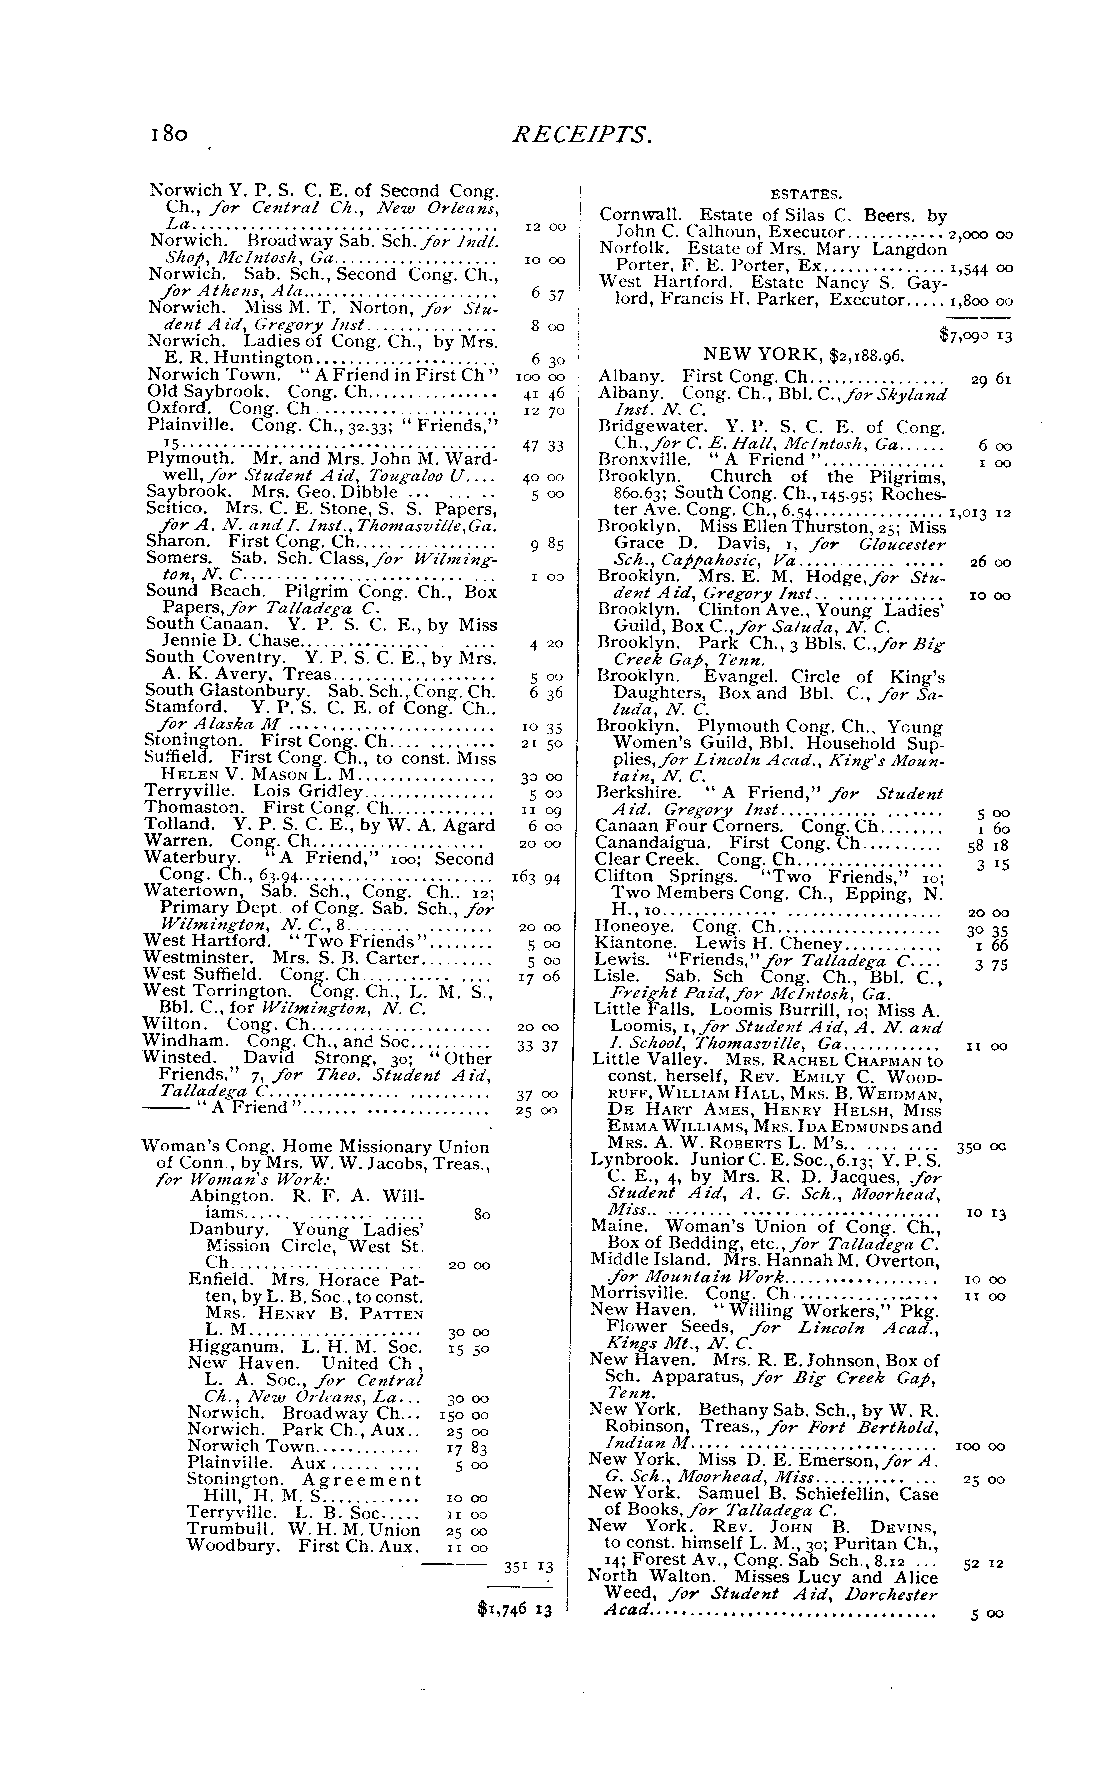 180
RECEIPTS.
Norwich Y. P. S. C. E. of Second Cong.
Ch., for Central Ch., New Orleans,
La.................................... 12 00
Norwich. Broadway Sab. Sch. for Indl.
Shop, McIntosh, Ga................... 10 00
Norwich. Sab. Sch., Second Cong. Ch.,
for Athens, Ala....................... 6 57
Norwich. Miss M. T. Norton, for Stu-
dent Aid, Gregory Inst................ 8 00
Norwich. Ladies of Cong. Ch., by Mrs.
E. R. Huntington...................... 6 30
Norwich Town. "A Friend in First Ch" 100 00
Old Saybrook. Cong. Ch................ 41 46
Oxford. Cong. Ch...................... 12 70
Plainville. Cong. Ch., 32.33; "Friends,"
15...................................... 47 33
Plymouth. Mr. and Mrs. John M. Ward-
well, for Student Aid, Tougaloo U.... 40 00
Saybrook. Mrs. Geo. Dibble ... ... .. 5 00
Scitico. Mrs. C. E. Stone, S. S. Papers,
for A. N. and I. Inst., Thomasville, Ga.
Sharon. First Cong. Ch................. 9 85
Somers. Sab. Sch. Class, for Wilming-
ton, N. C.............................. 1 00
Sound Beach. Pilgrim Cong. Ch., Box
Papers, for Talladega C.
South Canaan. Y. P. S. C. E., by Miss
Jennie D. Chase................ .... 4 20
South Coventry. Y. P. S. C. E., by Mrs.
A. K. Avery, Treas.................... 5 00
South Glastonbury. Sab. Sch., Cong. Ch. 6 36
Stamford. Y. P. S. C. E. of Cong. Ch.,
for Alaska M ......................... 10 35
Stonington. First Cong. Ch.... ........ 21 50
Suffield. First Cong. Ch., to const. Miss
HELEN V. MASON L. M................. 30 00
Terryville. Lois Gridley................ 5 00
Thomaston. First Cong. Ch............. 11 09
Tolland. Y. P. S. C. E., by W. A. Agard 6 00
Warren. Cong. Ch...................... 20 00
Waterbury. "A Friend," 100; Second
Cong. Ch., 63.94....................... 163 94
Watertown, Sab. Sch., Cong. Ch.. 12;
Primary Dept. of Cong. Sab. Sch., for
Wilmington, N. C., 8.................. 20 00
West Hartford. "Two Friends"........ 5 00
Westminster. Mrs. S. B. Carter......... 5 00
West Suffield. Cong. Ch................ 17 06
West Torrington. Cong. Ch., L. M. S.,
Bbl. C., for Wilmington, N. C.
Wilton. Cong. Ch...................... 20 00
Windham. Cong. Ch., and Soc.......... 33 37
Winsted. David Strong, 30; "Other
Friends," 7, for Theo. Student Aid,
Talladega C........................... 37 00
—— "A Friend"....... ............... 25 00
Woman's Cong. Home Missionary Union
of Conn., by Mrs. W. W. Jacobs, Treas.,
for Woman's Work:
Abington. R. F. A. Will-
iams...................... 80
Danbury. Young Ladies'
Mission Circle, West St.
Ch....................... 20 00
Enfield. Mrs. Horace Pat-
ten, by L. B. Soc., to const.
MRS. HENRY B. PATTEN
L. M..................... 30 00
Higganum. L. H. M. Soc. 15 50
New Haven. United Ch,
L. A. Soc., for Central
Ch., New Orleans, La... 30 00
Norwich. Broadway Ch... 150 00
Norwich. Park Ch., Aux.. 25 00
Norwich Town............. 17 83
Plainville. Aux........... 5 00
Stonington. Agreement
Hill, H. M. S............ 10 00
Terryville. L. B. Soc..... 11 00
Trumbull. W. H. M. Union 25 00
Woodbury. First Ch. Aux. 11 00
351 13
$1,746 13
ESTATES.
Cornwall. Estate of Silas C. Beers, by
John C. Calhoun, Executor............ 2,000 00
Norfolk. Estate of Mrs. Mary Langdon
Porter, F. E. Porter, Ex............... 1,544 00
West Hartford. Estate Nancy S. Gay-
lord, Francis H. Parker, Executor..... 1,800 00
$7,090 13
NEW YORK, $2,188.96.
Albany. First Cong. Ch................. 29 61
Albany. Cong. Ch., Bbl. C., for Skyland
Inst. N. C.
Bridgewater. Y. P. S. C. E. of Cong.
Ch., for C. E. Hall, McIntosh, Ga...... 6 00
Bronxville. "A Friend"............... 1 00
Brooklyn. Church of the Pilgrims,
860.63; South Cong. Ch., 145.95; Roches-
ter Ave. Cong. Ch., 6.54................ 1,013 12
Brooklyn. Miss Ellen Thurston, 25; Miss
Grace D. Davis, 1, for Gloucester
Sch., Cappahosic, Va................. 26 00
Brooklyn. Mrs. E. M. Hodge, for Stu-
dent Aid, Gregory Inst................ 10 00
Brooklyn. Clinton Ave., Young Ladies'
Guild, Box C., for Saluda, N. C.
Brooklyn. Park Ch., 3 Bbls. C., for Big
Creek Gap, Tenn.
Brooklyn. Evangel. Circle of King's
Daughters, Box and Bbl. C., for Sa-
luda, N. C.
Brooklyn. Plymouth Cong. Ch., Young
Women's Guild, Bbl. Household Sup-
plies, for Lincoln Acad., King's Moun-
tain, N. C.
Berkshire. "A Friend," for Student
Aid. Gregory Inst.................... 5 00
Canaan Four Corners. Cong. Ch........ 1 60
Canandaigua. First Cong. Ch.......... 58 18
Clear Creek. Cong. Ch.................. 3 15
Clifton Springs. "Two Friends," 10;
Two Members Cong. Ch., Epping, N.
H., 10.................................. 20 00
Honeoye. Cong. Ch.................... 30 35
Kiantone. Lewis H. Cheney............ 1 66
Lewis. "Friends," for Talladega C.... 3 75
Lisle. Sab. Sch Cong. Ch., Bbl. C.,
Freight Paid, for McIntosh, Ga.
Little Falls. Loomis Burrill, 10; Miss A.
Loomis, 1, for Student Aid, A. N. and
I. School, Thomasville, Ga............ 11 00
Little Valley. MRS. RACHEL CHAPMAN to
const. herself, REV. EMILY C. WOOD-
RUFF, WILLIAM HALL, MRS. B. WEIDMAN,
DE HART AMES, HENRY HELSH, MISS
EMMA WILLIAMS, MRS. IDA EDMUNDS and
MRS. A. W. ROBERTS L. M's............ 350 00
Lynbrook. Junior C. E. Soc., 6.13; Y. P. S.
C. E., 4, by Mrs. R. D. Jacques, for
Student Aid, A. G. Sch., Moorhead,
Miss.................................. 10 13
Maine. Woman's Union of Cong. Ch.,
Box of Bedding, etc., for Talladega C.
Middle Island. Mrs. Hannah M. Overton,
for Mountain Work................... 10 00
Morrisville. Cong. Ch.................. 11 00
New Haven. "Willing Workers," Pkg.
Flower Seeds, for Lincoln Acad.,
Kings Mt., N. C.
New Haven. Mrs. R. E. Johnson, Box of
Sch. Apparatus, for Big Creek Gap,
Tenn.
New York. Bethany Sab. Sch., by W. R.
Robinson, Treas., for Fort Berthold,
Indian M............................. 100 00
New York. Miss D. E. Emerson, for A.
G. Sch., Moorhead, Miss.............. 25 00
New York. Samuel B. Schiefellin, Case
of Books, for Talladega C.
New York. REV. JOHN B. DEVINS,
to const. himself L. M., 30; Puritan Ch.,
14; Forest Av., Cong. Sab Sch., 8.12 ... 52 12
North Walton. Misses Lucy and Alice
Weed, for Student Aid, Dorchester
Acad.................................. 5 00